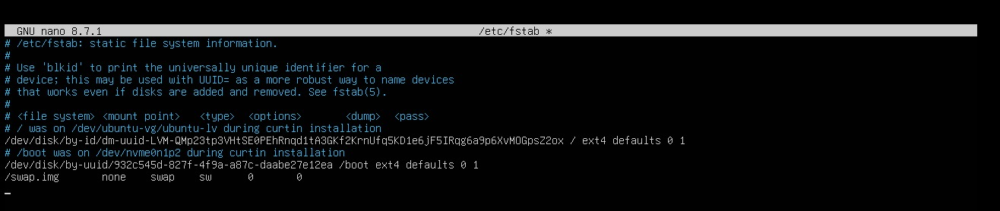 GNU nano 8.7.1 /etc/fstab *
# /etc/fstab: static file system information.
#
# Use 'blkid' to print the universally unique identifier for a
# device; this may be used with UUID= as a more robust way to name devices
# that works even if disks are added and removed. See fstab(5).
#
# <file system> <mount point>   <type>  <options>       <dump>  <pass>
# / was on /dev/ubuntu-vg/ubuntu-lv during curtin installation
/dev/disk/by-id/dm-uuid-LVM-QMp23tp3VHtSE0PEhRnqd1tA3GKf2KrnUfq5KD1e6jF5IRqg6a9p6XvMOGpsZ2ox / ext4 defaults 0 1
# /boot was on /dev/nvme0n1p2 during curtin installation
/dev/disk/by-uuid/932c545d-827f-4f9a-a87c-daabe27e12ea /boot ext4 defaults 0 1
/swap.img       none    swap    sw      0       0